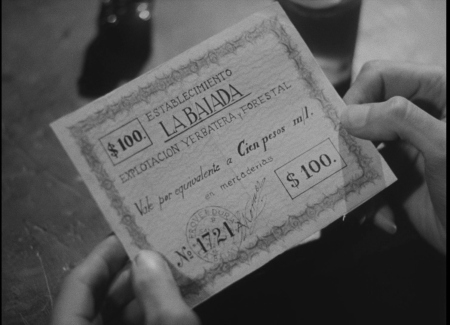 ESTABLECIMIENTO
$100.
LA BAJADA
EXPLOTACION YERBATERA y FORESTAL
Vale por equivalente a Cien pesos m/l.
en mercaderias
$100.
Nº 1721